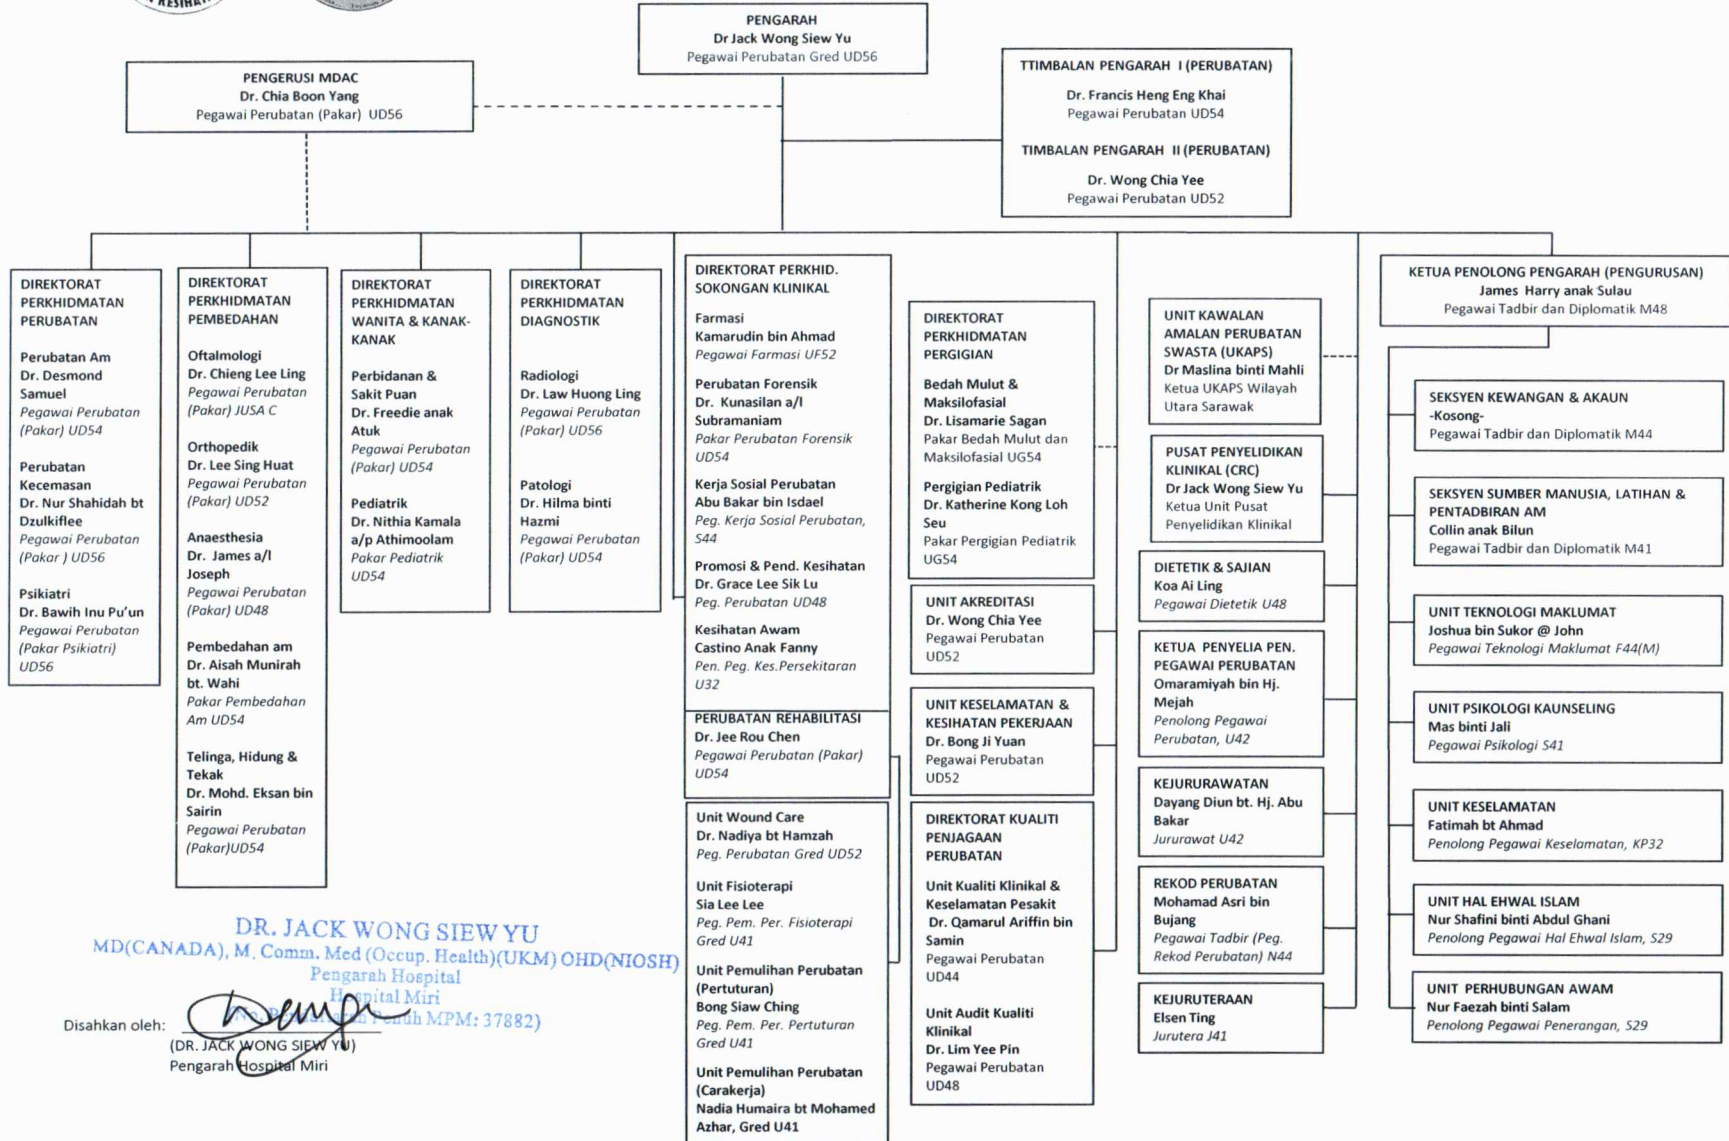 KESIHAT
PENGARAH
Dr Jack Wong Siew Yu
Pegawai Perubatan Gred UD56
PENGERUSI MDAC
Dr. Chia Boon Yang
Pegawai Perubatan (Pakar) UD56
TTIMBALAN PENGARAH I (PERUBATAN)
Dr. Francis Heng Eng Khai
Pegawai Perubatan UD54
TIMBALAN PENGARAH II (PERUBATAN)
Dr. Wong Chia Yee
Pegawai Perubatan UD52
DIREKTORAT
PERKHIDMATAN
PERUBATAN
Perubatan Am
Dr. Desmond
Samuel
Pegawai Perubatan
(Pakar) UD54
Perubatan
Kecemasan
Dr. Nur Shahidah bt
Dzulkiflee
Pegawai Perubatan
(Pakar ) UD56
Psikiatri
Dr. Bawih Inu Pu'un
Pegawai Perubatan
(Pakar Psikiatri)
UD56
DIREKTORAT
PERKHIDMATAN
PEMBEDAHAN
Oftalmologi
Dr. Chieng Lee Ling
Pegawai Perubatan
(Pakar) JUSA C
Orthopedik
Dr. Lee Sing Huat
Pegawai Perubatan
(Pakar) UD52
Anaesthesia
Dr. James a/l
Joseph
Pegawai Perubatan
(Pakar) UD48
Pembedahan am
Dr. Aisah Munirah
bt. Wahi
Pakar Pembedahan
Am UD54
Telinga, Hidung &
Tekak
Dr. Mohd. Eksan bin
Sairin
Pegawai Perubatan
(Pakar)UD54
DIREKTORAT
PERKHIDMATAN
WANITA & KANAK-
KANAK
Perbidanan &
Sakit Puan
Dr. Freedie anak
Atuk
Pegawai Perubatan
(Pakar) UD54
Pediatrik
Dr. Nithia Kamala
a/p Athimoolam
Pakar Pediatrik
UD54
DIREKTORAT
PERKHIDMATAN
DIAGNOSTIK
Radiologi
Dr. Law Huong Ling
Pegawai Perubatan
(Pakar) UD56
Patologi
Dr. Hilma binti
Hazmi
Pegawai Perubatan
(Pakar) UD54
DIREKTORAT PERKHID.
SOKONGAN KLINIKAL
Farmasi
Kamarudin bin Ahmad
Pegawai Farmasi UF52
Perubatan Forensik
Dr. Kunasilan a/l
Subramaniam
Pakar Perubatan Forensik
UD54
Kerja Sosial Perubatan
Abu Bakar bin Isdael
Peg. Kerja Sosial Perubatan,
S44
Promosi & Pend. Kesihatan
Dr. Grace Lee Sik Lu
Peg. Perubatan UD48
Kesihatan Awam
Castino Anak Fanny
Pen. Peg. Kes.Persekitaran
U32
PERUBATAN REHABILITASI
Dr. Jee Rou Chen
Pegawai Perubatan (Pakar)
UD54
Unit Wound Care
Dr. Nadiya bt Hamzah
Peg. Perubatan Gred UD52
Unit Fisioterapi
Sia Lee Lee
Peg. Pem. Per. Fisioterapi
Gred U41
Unit Pemulihan Perubatan
(Pertuturan)
Bong Siaw Ching
Peg. Pem. Per. Pertuturan
Gred U41
Unit Pemulihan Perubatan
(Carakerja)
Nadia Humaira bt Mohamed
Azhar, Gred U41
DIREKTORAT
PERKHIDMATAN
PERGIGIAN
Bedah Mulut &
Maksilofasial
Dr. Lisamarie Sagan
Pakar Bedah Mulut dan
Maksilofasial UG54
Pergigian Pediatrik
Dr. Katherine Kong Loh
Seu
Pakar Pergigian Pediatrik
UG54
UNIT AKREDITASI
Dr. Wong Chia Yee
Pegawai Perubatan
UD52
UNIT KESELAMATAN &
KESIHATAN PEKERJAAN
Dr. Bong Ji Yuan
Pegawai Perubatan
UD52
DIREKTORAT KUALITI
PENJAGAAN
PERUBATAN
Unit Kualiti Klinikal &
Keselamatan Pesakit
Dr. Qamarul Ariffin bin
Samin
Pegawai Perubatan
UD44
Unit Audit Kualiti
Klinikal
Dr. Lim Yee Pin
Pegawai Perubatan
UD48
UNIT KAWALAN
AMALAN PERUBATAN
SWASTA (UKAPS)
Dr Maslina binti Mahli
Ketua UKAPS Wilayah
Utara Sarawak
PUSAT PENYELIDIKAN
KLINIKAL (CRC)
Dr Jack Wong Siew Yu
Ketua Unit Pusat
Penyelidikan Klinikal
DIETETIK & SAJIAN
Koa Ai Ling
Pegawai Dietetik U48
KETUA PENYELIA PEN.
PEGAWAI PERUBATAN
Omaramiyah bin Hj.
Mejah
Penolong Pegawai
Perubatan, U42
KEJURURAWATAN
Dayang Diun bt. Hj. Abu
Bakar
Jururawat U42
REKOD PERUBATAN
Mohamad Asri bin
Bujang
Pegawai Tadbir (Peg.
Rekod Perubatan) N44
KEJURUTERAAN
Elsen Ting
Jurutera J41
KETUA PENOLONG PENGARAH (PENGURUSAN)
James Harry anak Sulau
Pegawai Tadbir dan Diplomatik M48
SEKSYEN KEWANGAN & AKAUN
-Kosong-
Pegawai Tadbir dan Diplomatik M44
SEKSYEN SUMBER MANUSIA, LATIHAN &
PENTADBIRAN AM
Collin anak Bilun
Pegawai Tadbir dan Diplomatik M41
UNIT TEKNOLOGI MAKLUMAT
Joshua bin Sukor @ John
Pegawai Teknologi Maklumat F44(M)
UNIT PSIKOLOGI KAUNSELING
Mas binti Jali
Pegawai Psikologi S41
UNIT KESELAMATAN
Fatimah bt Ahmad
Penolong Pegawai Keselamatan, KP32
UNIT HAL EHWAL ISLAM
Nur Shafini binti Abdul Ghani
Penolong Pegawai Hal Ehwal Islam, S29
UNIT PERHUBUNGAN AWAM
Nur Faezah binti Salam
Penolong Pegawai Penerangan, S29
DR. JACK WONG SIEW YU
MD(CANADA), M. Comm. Med (Occup. Health)(UKM) OHD(NIOSH)
Pengarah Hospital
Hospital Miri
Penuh MPM: 37882)
Disahkan oleh:
(DR. JACK WONG SIEW YU)
Pengarah Hospital Miri